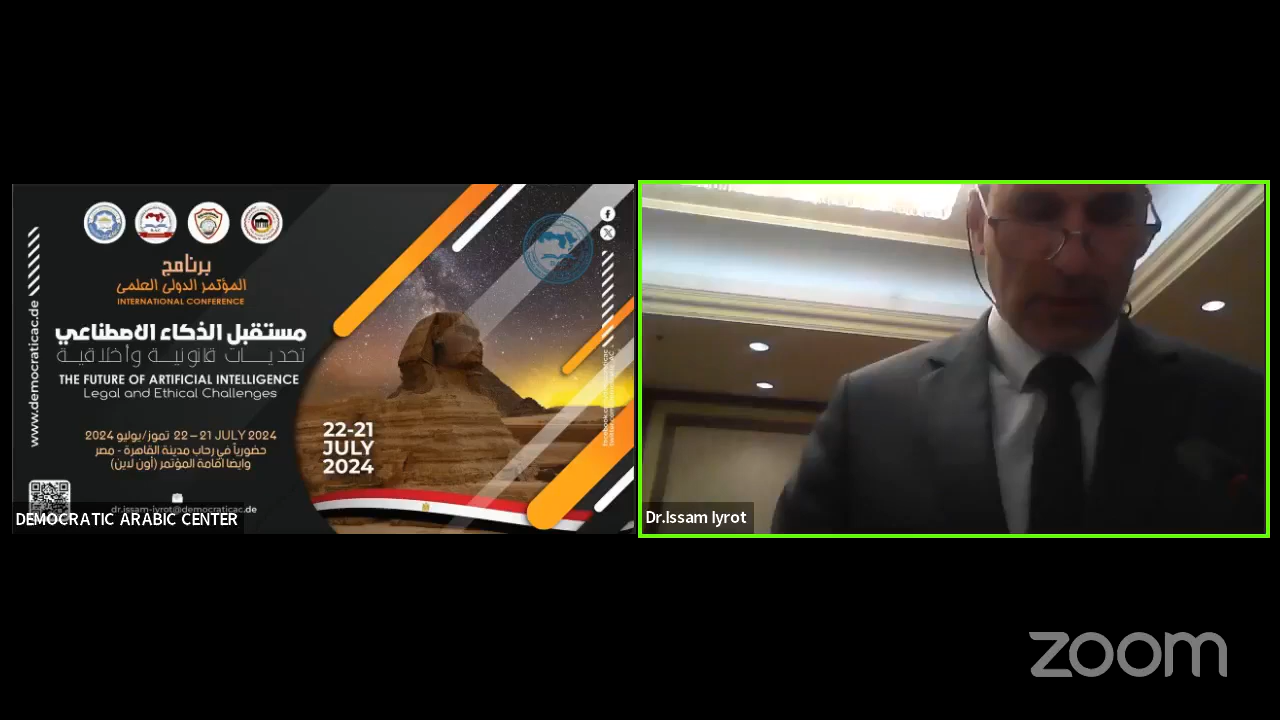 برنامج
المؤتمر الدولي العلمي
INTERNATIONAL CONFERENCE
مستقبل الذكاء الاصطناعي
تحديات قانونية وأخلاقية
THE FUTURE OF ARTIFICIAL INTELLIGENCE
Legal and Ethical Challenges
22 – 21 JULY 2024 تموز/يوليو 2024
حضورياً في رحاب مدينة القاهرة - مصر
وايضا اقامة المؤتمر (أون لاين)
www.democraticac.de
22-21
JULY
2024
dr.issam-iyrot@democraticac.de
DEMOCRATIC ARABIC CENTER
Dr.Issam Iyrot
zoom